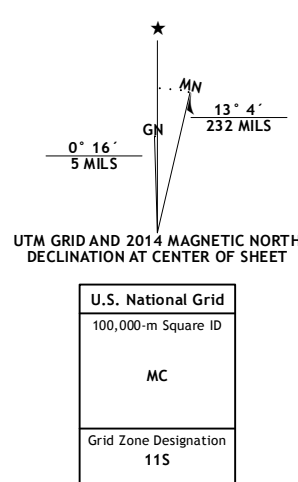 MN
GN
13° 4´
232 MILS
0° 16´
5 MILS
UTM GRID AND 2014 MAGNETIC NORTH
DECLINATION AT CENTER OF SHEET
U.S. National Grid
100,000-m Square ID
MC
Grid Zone Designation
11S